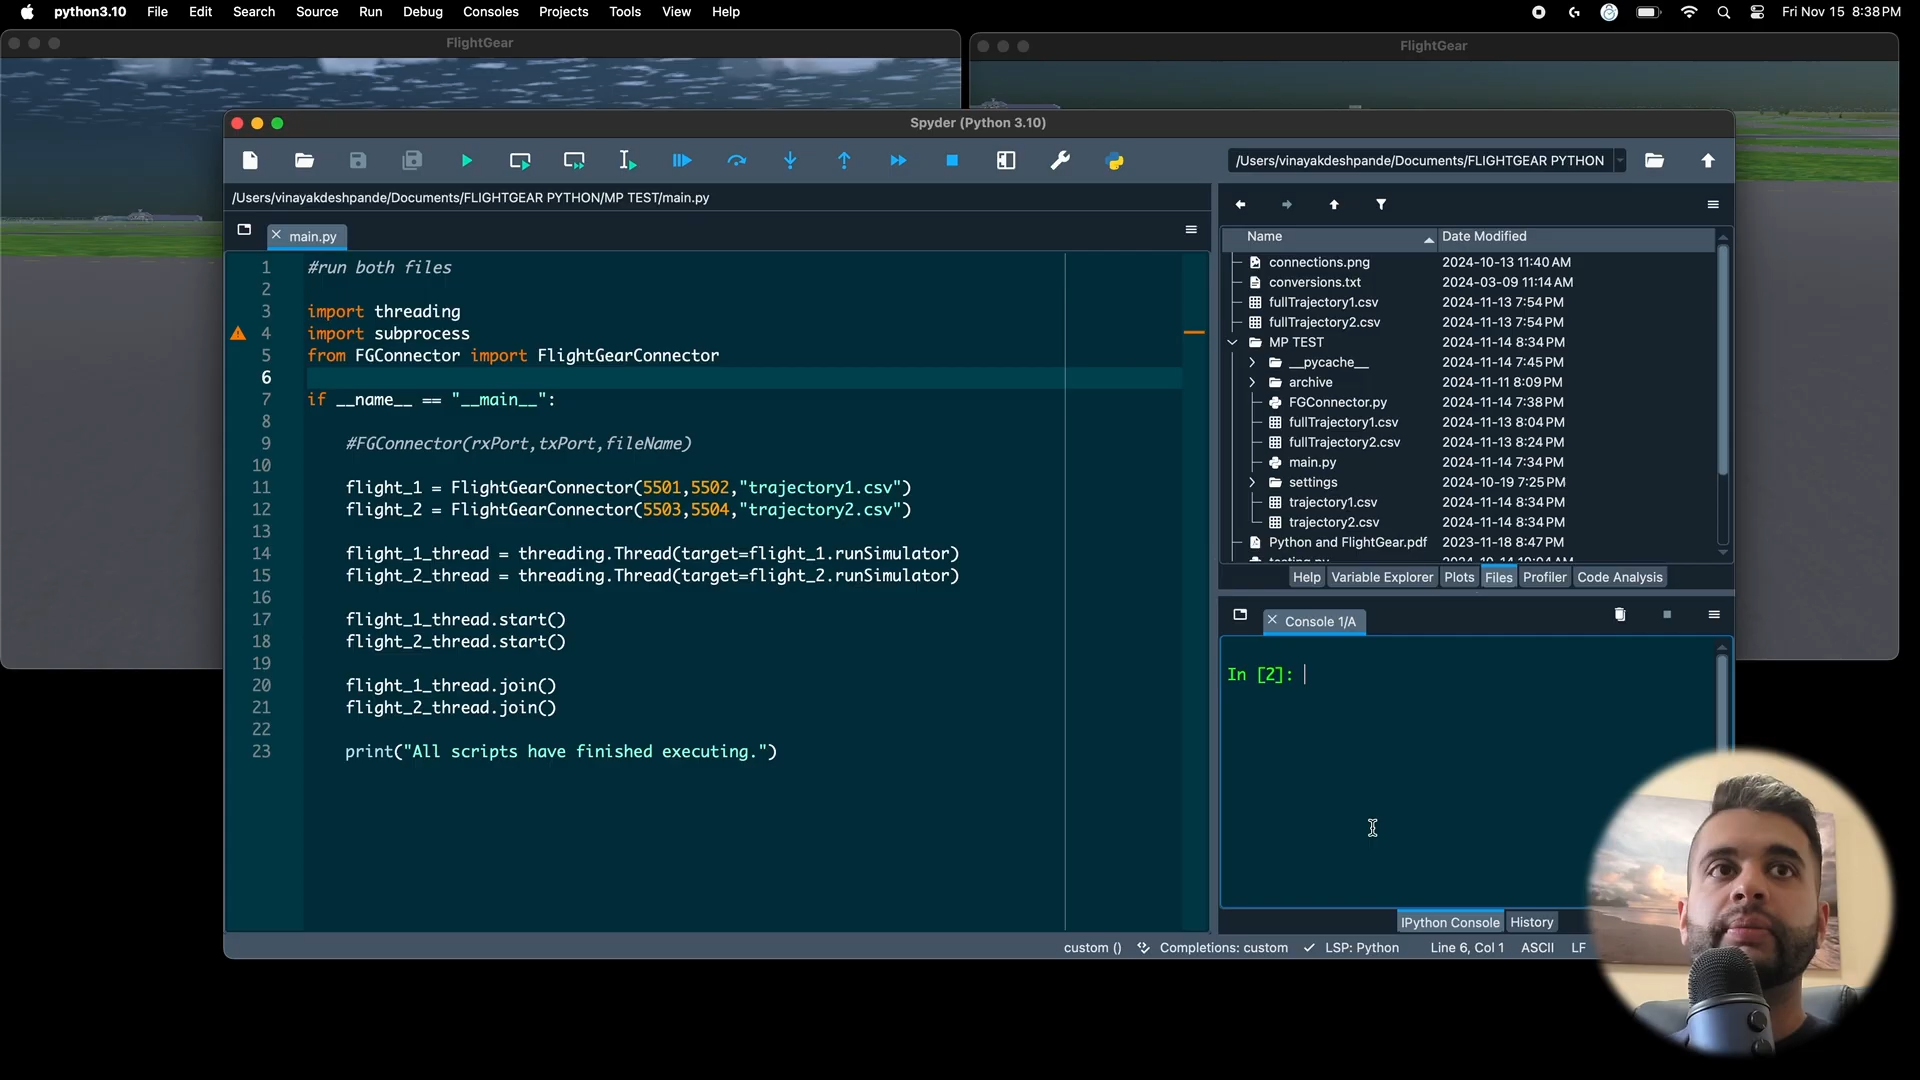 python3.10 File Edit Search Source Run Debug Consoles Projects Tools View Help Fri Nov 15 8:38PM
FlightGear
FlightGear
Spyder (Python 3.10)
/Users/vinayakdeshpande/Documents/FLIGHTGEAR PYTHON
/Users/vinayakdeshpande/Documents/FLIGHTGEAR PYTHON/MP TEST/main.py
main.py
1 #run both files
2
3 import threading
4 import subprocess
5 from FGConnector import FlightGearConnector
6
7 if __name__ == "__main__":
8
9 #FGConnector(rxPort,txPort,fileName)
10
11 flight_1 = FlightGearConnector(5501,5502,"trajectory1.csv")
12 flight_2 = FlightGearConnector(5503,5504,"trajectory2.csv")
13
14 flight_1_thread = threading.Thread(target=flight_1.runSimulator)
15 flight_2_thread = threading.Thread(target=flight_2.runSimulator)
16
17 flight_1_thread.start()
18 flight_2_thread.start()
19
20 flight_1_thread.join()
21 flight_2_thread.join()
22
23 print("All scripts have finished executing.")
Name Date Modified
connections.png 2024-10-13 11:40 AM
conversions.txt 2024-03-09 11:14 AM
fullTrajectory1.csv 2024-11-13 7:54 PM
fullTrajectory2.csv 2024-11-13 7:54 PM
MP TEST 2024-11-14 8:34 PM
__pycache__ 2024-11-14 7:45 PM
archive 2024-11-11 8:09 PM
FGConnector.py 2024-11-14 7:38 PM
fullTrajectory1.csv 2024-11-13 8:04 PM
fullTrajectory2.csv 2024-11-13 8:24 PM
main.py 2024-11-14 7:34 PM
settings 2024-10-19 7:25 PM
trajectory1.csv 2024-11-14 8:34 PM
trajectory2.csv 2024-11-14 8:34 PM
Python and FlightGear.pdf 2023-11-18 8:47 PM
Help Variable Explorer Plots Files Profiler Code Analysis
Console 1/A
In [2]:
IPython Console History
custom () Completions: custom LSP: Python Line 6, Col 1 ASCII LF